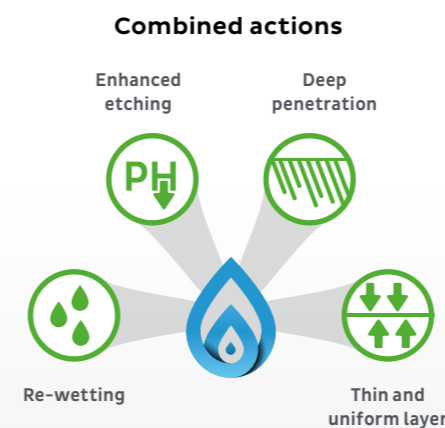 Combined actions
Enhanced
etching
Deep
penetration
PH
Re-wetting
Thin and
uniform layer